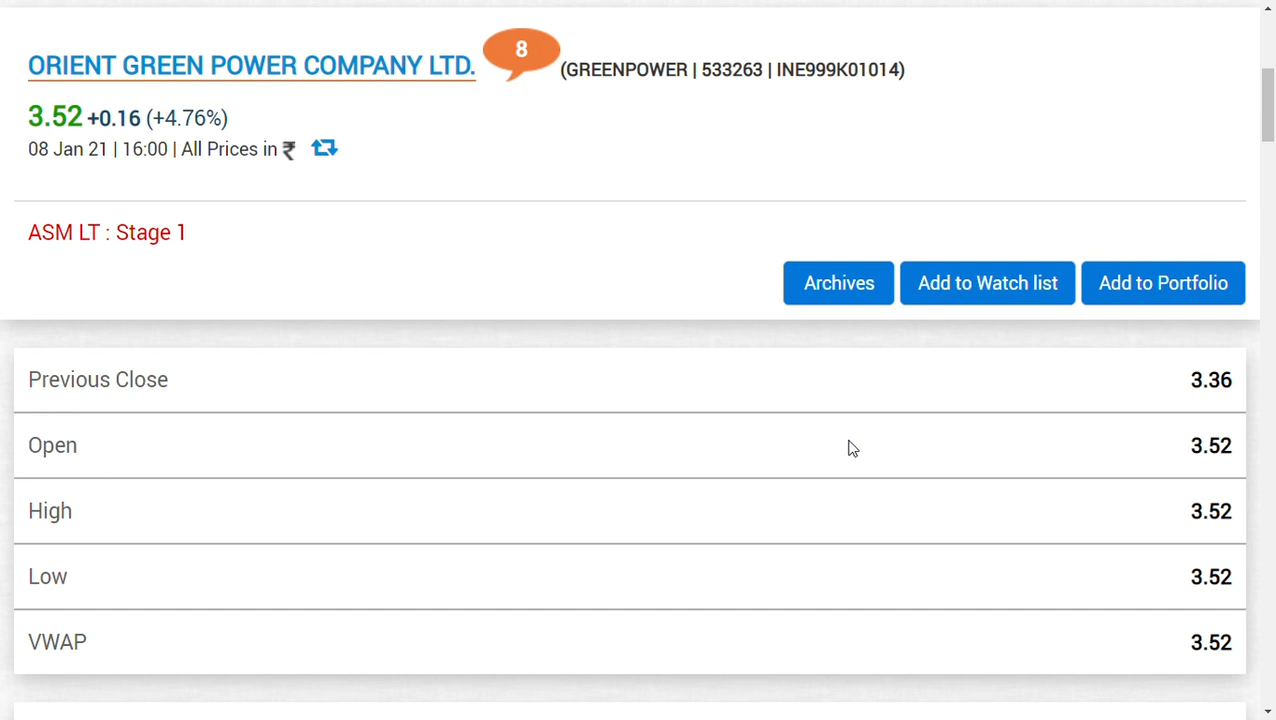 ORIENT GREEN POWER COMPANY LTD. 8 (GREENPOWER | 533263 | INE999K01014)
3.52 +0.16 (+4.76%)
08 Jan 21 | 16:00 | All Prices in ₹
ASM LT : Stage 1
Archives Add to Watch list Add to Portfolio
Previous Close 3.36
Open 3.52
High 3.52
Low 3.52
VWAP 3.52